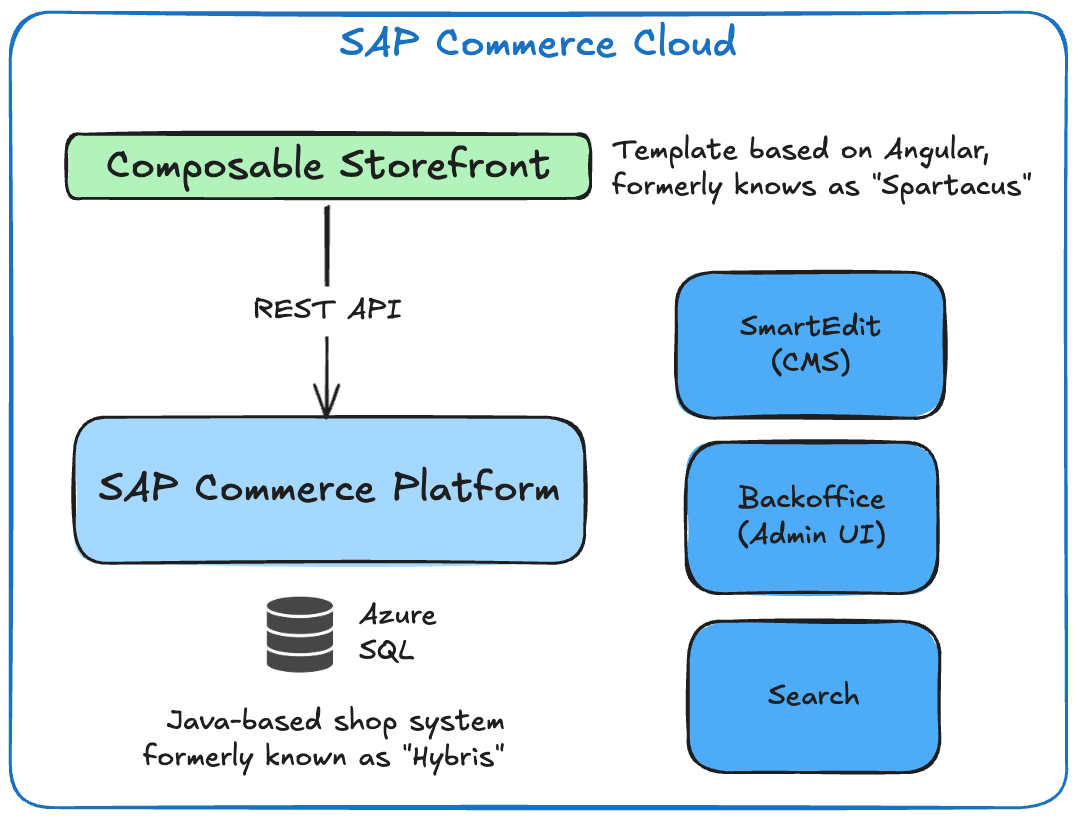 SAP Commerce Cloud
Composable Storefront
Template based on Angular,
formerly knows as "Spartacus"
REST API
SmartEdit
(CMS)
SAP Commerce Platform
Backoffice
(Admin UI)
Azure
SQL
Search
Java-based shop system
formerly known as "Hybris"